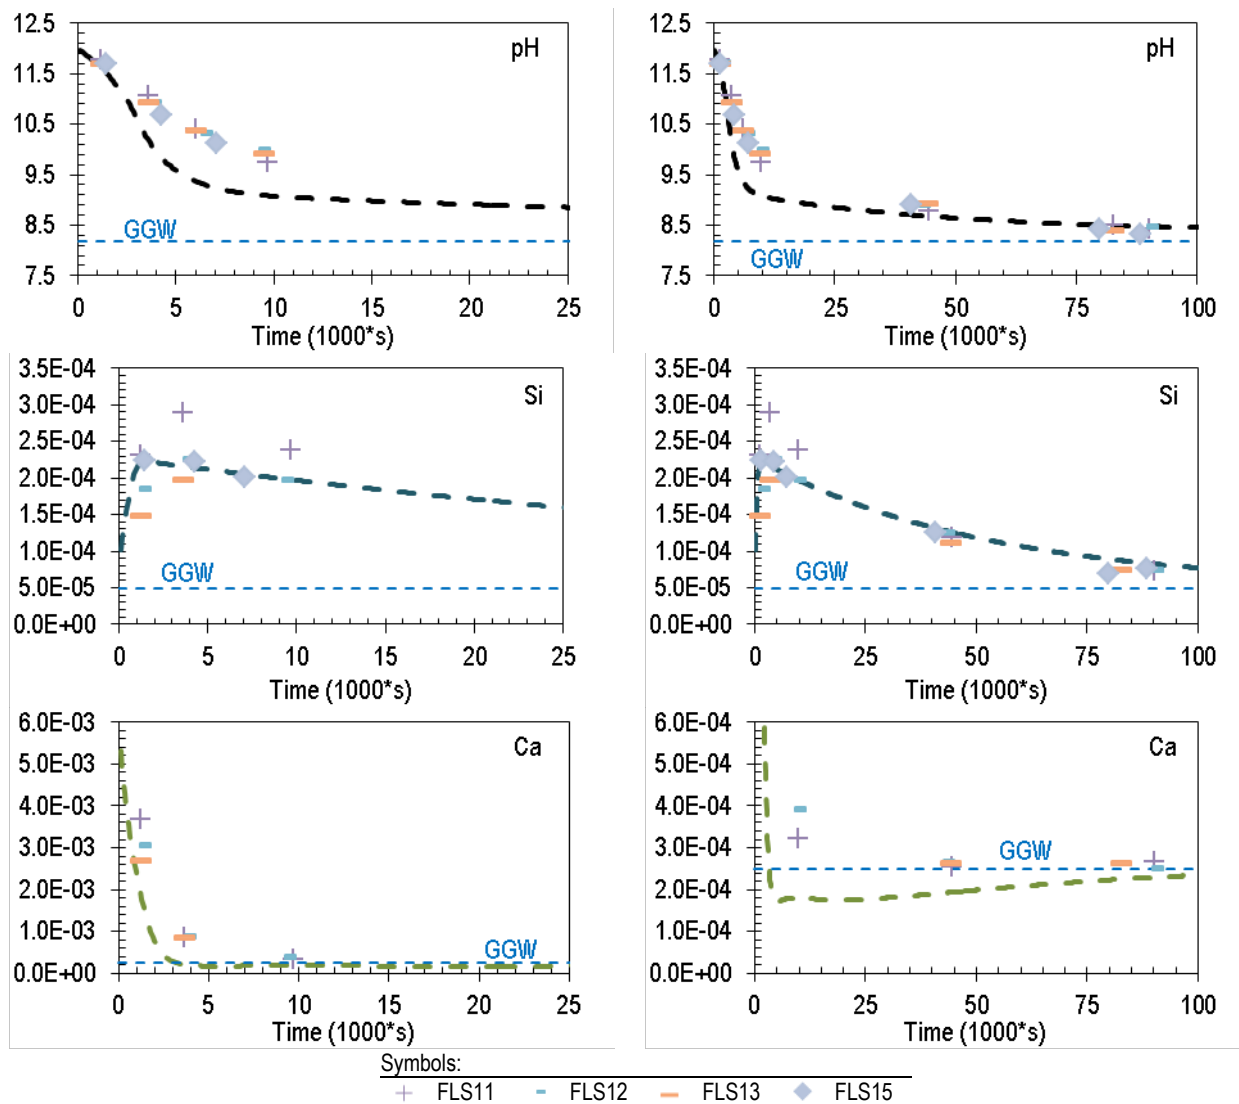 12.5
11.5
10.5
9.5
8.5
7.5
pH
GGW
0 5 10 15 20 25
Time (1000*s)
12.5
11.5
10.5
9.5
8.5
7.5
pH
GGW
0 25 50 75 100
Time (1000*s)
3.5E-04
3.0E-04
2.5E-04
2.0E-04
1.5E-04
1.0E-04
5.0E-05
0.0E+00
Si
GGW
0 5 10 15 20 25
Time (1000*s)
3.5E-04
3.0E-04
2.5E-04
2.0E-04
1.5E-04
1.0E-04
5.0E-05
0.0E+00
Si
GGW
0 25 50 75 100
Time (1000*s)
6.0E-03
5.0E-03
4.0E-03
3.0E-03
2.0E-03
1.0E-03
0.0E+00
Ca
GGW
0 5 10 15 20 25
Time (1000*s)
6.0E-04
5.0E-04
4.0E-04
3.0E-04
2.0E-04
1.0E-04
0.0E+00
Ca
GGW
0 25 50 75 100
Time (1000*s)
Symbols:
FLS11 FLS12 FLS13 FLS15